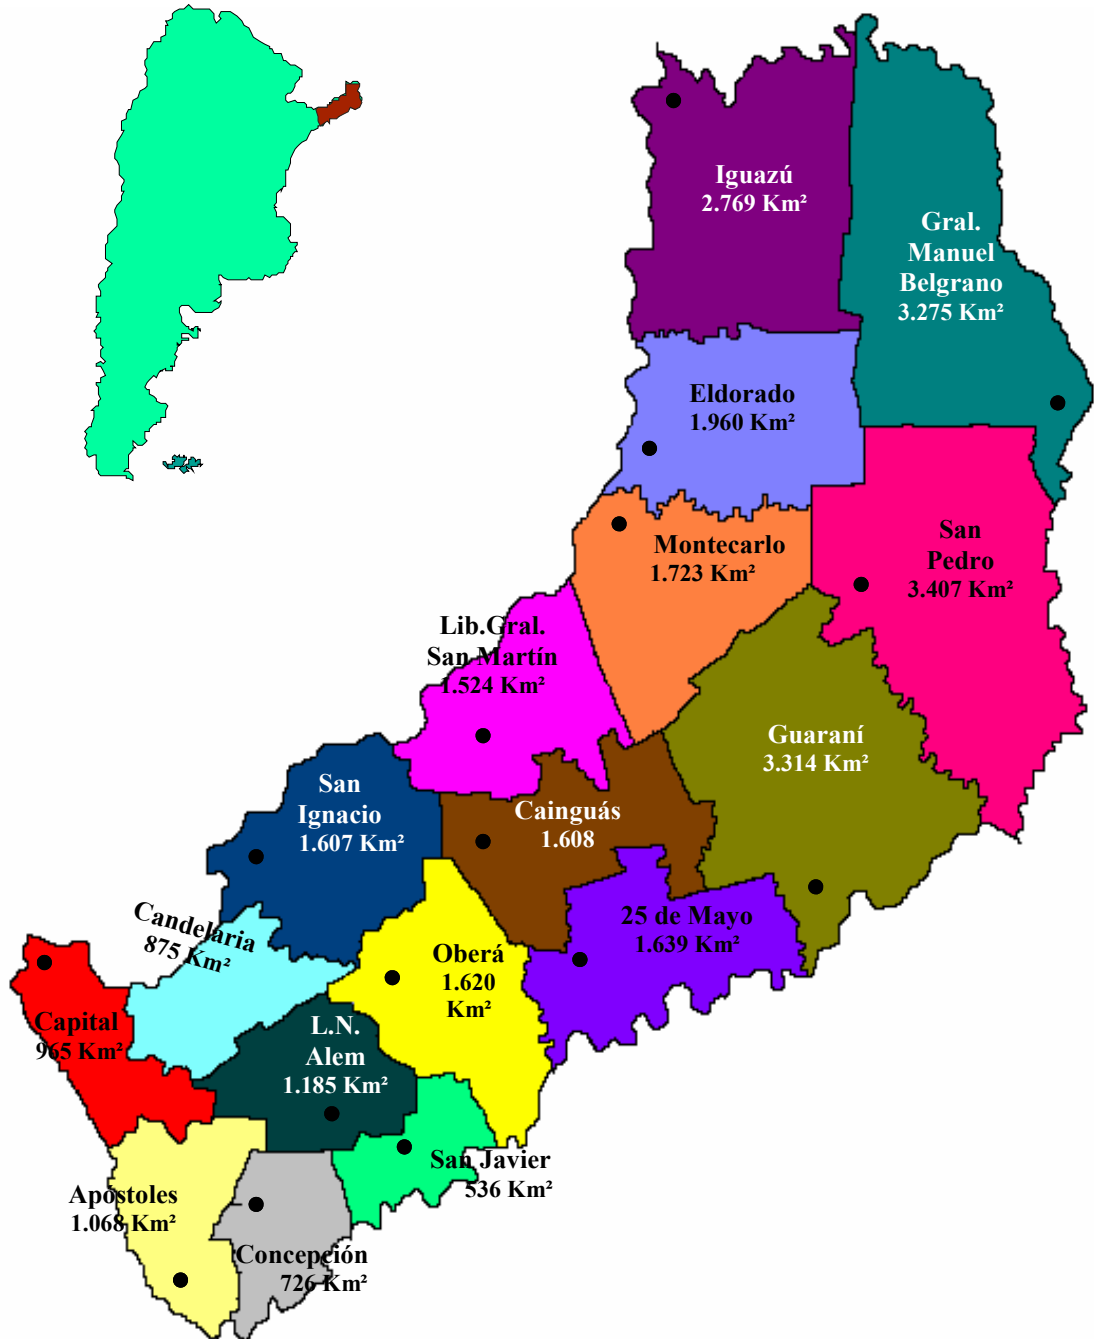 Iguazú
2.769 Km²
Gral.
Manuel
Belgrano
3.275 Km²
Eldorado
1.960 Km²
Montecarlo
1.723 Km²
San
Pedro
3.407 Km²
Lib.Gral.
San Martín
1.524 Km²
Guaraní
3.314 Km²
San
Ignacio
1.607 Km²
Cainguás
1.608
Candelaria
875 Km²
25 de Mayo
1.639 Km²
Oberá
1.620
Km²
Capital
965 Km²
L.N.
Alem
1.185 Km²
San Javier
536 Km²
Apóstoles
1.068 Km²
Concepción
726 Km²